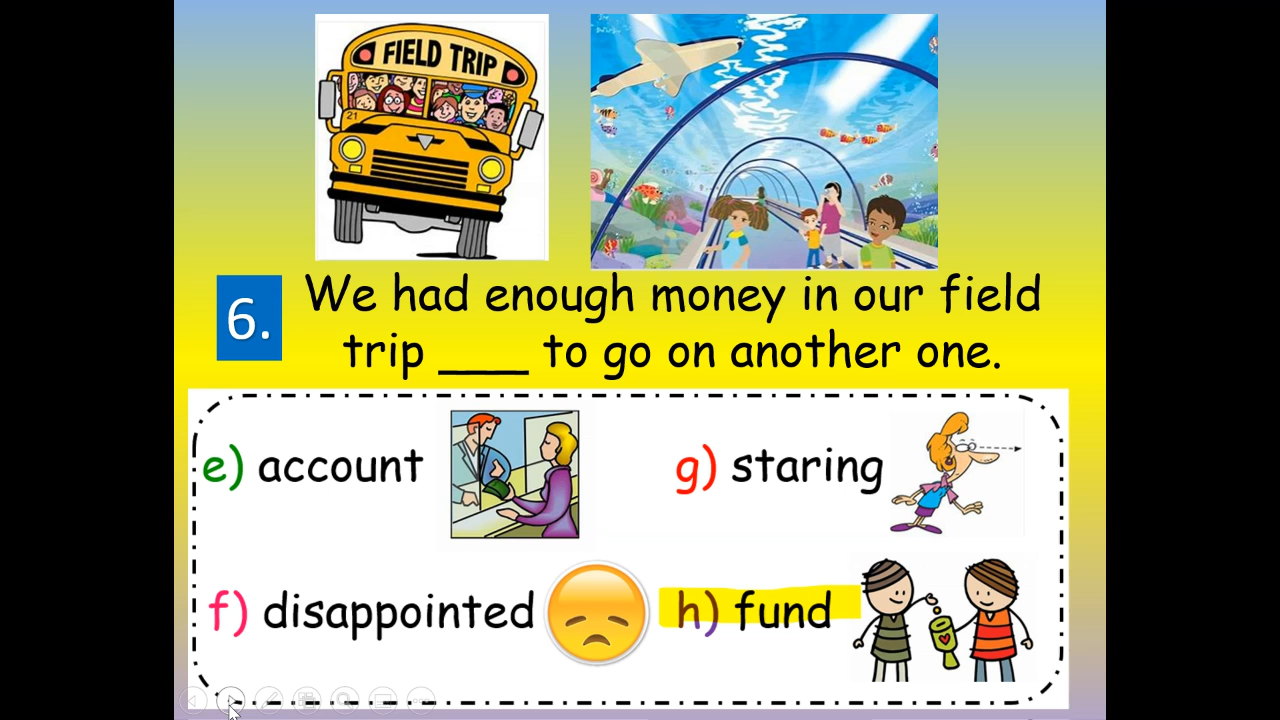 FIELD TRIP
21
6.
We had enough money in our field
trip ___ to go on another one.
e) account
g) staring
f) disappointed
h) fund